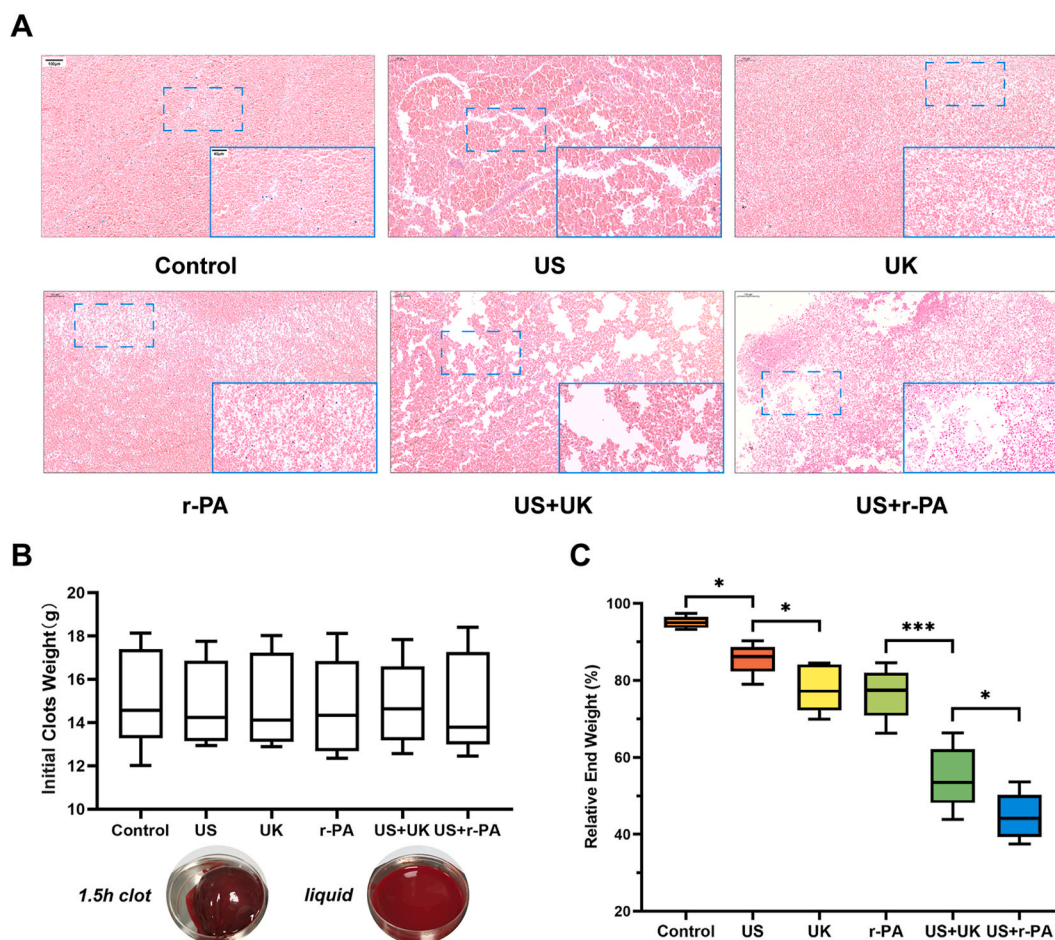 A
100μm
40μm
Control
US
UK
r-PA
US+UK
US+r-PA
B
Initial Clots Weight(g)
20
18
16
14
12
10
Control
US
UK
r-PA
US+UK
US+r-PA
1.5h clot
liquid
C
Relative End Weight (%)
100
80
60
40
20
*
*
***
*
Control
US
UK
r-PA
US+UK
US+r-PA